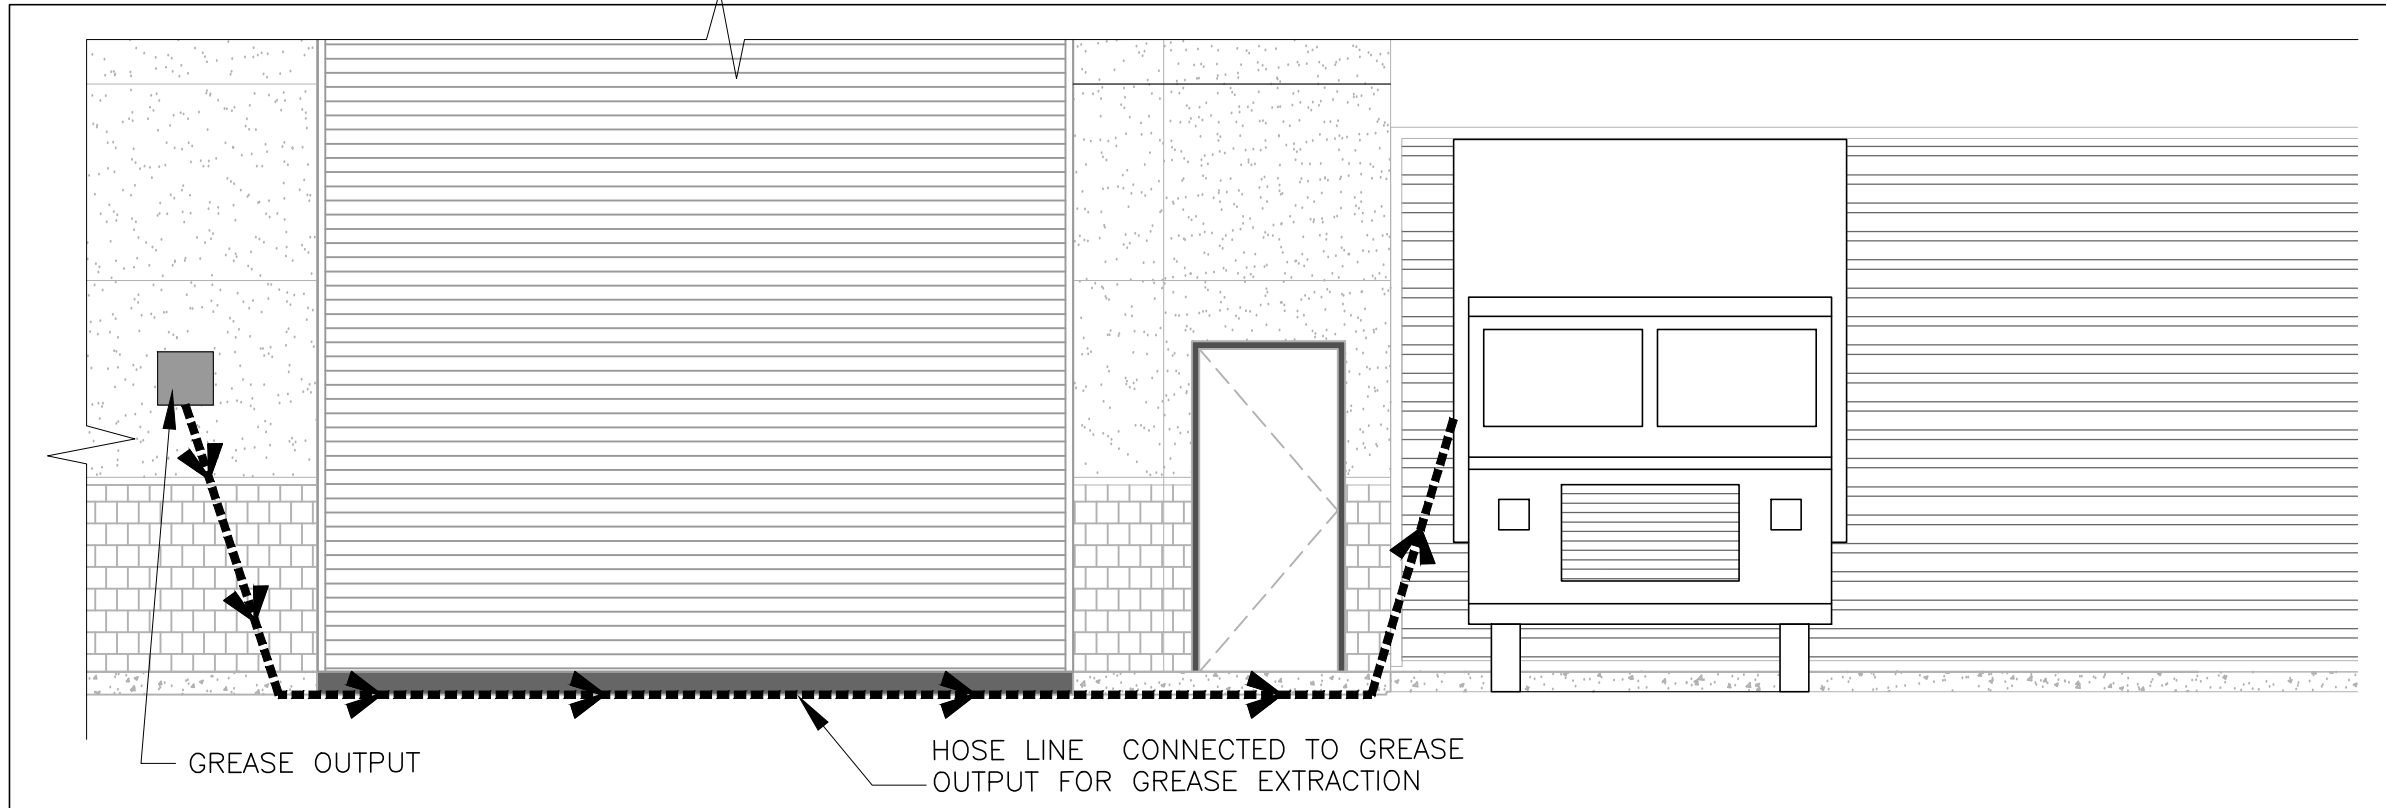 GREASE OUTPUT
HOSE LINE CONNECTED TO GREASE
OUTPUT FOR GREASE EXTRACTION